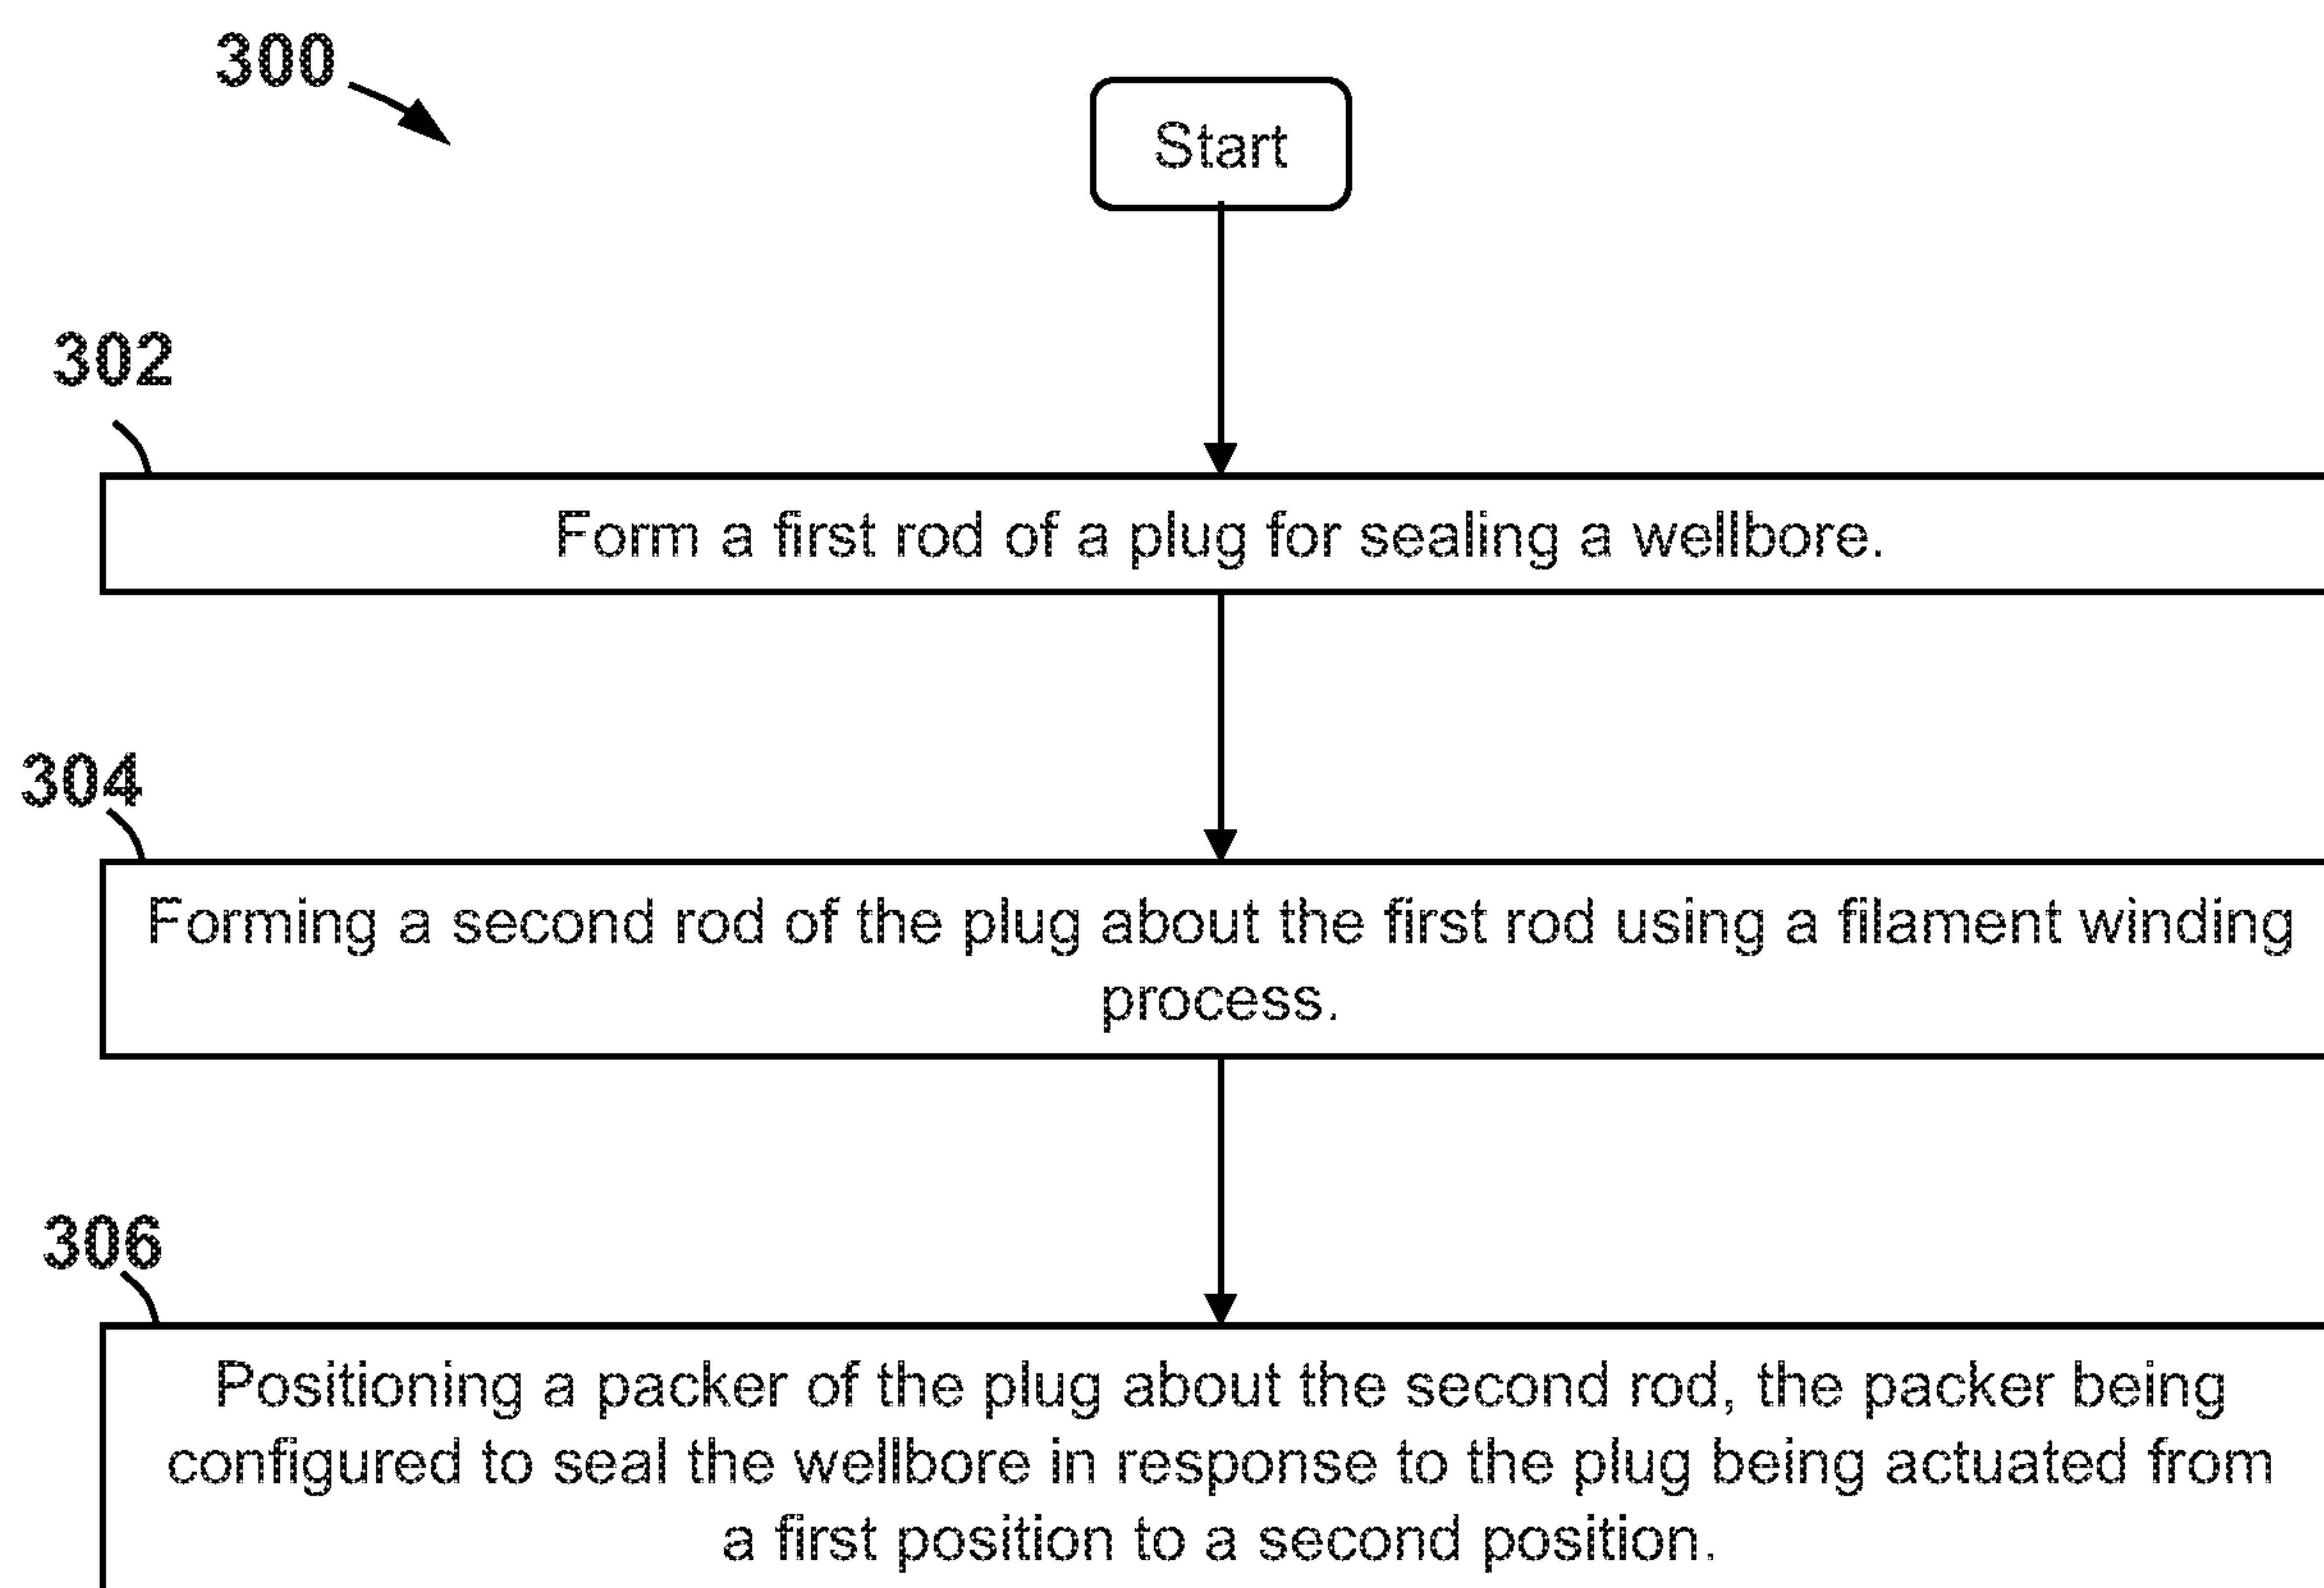 300
Start
302
Form a first rod of a plug for sealing a wellbore.
304
Forming a second rod of the plug about the first rod using a filament winding
process.
306
Positioning a packer of the plug about the second rod, the packer being
configured to seal the wellbore in response to the plug being actuated from
a first position to a second position.